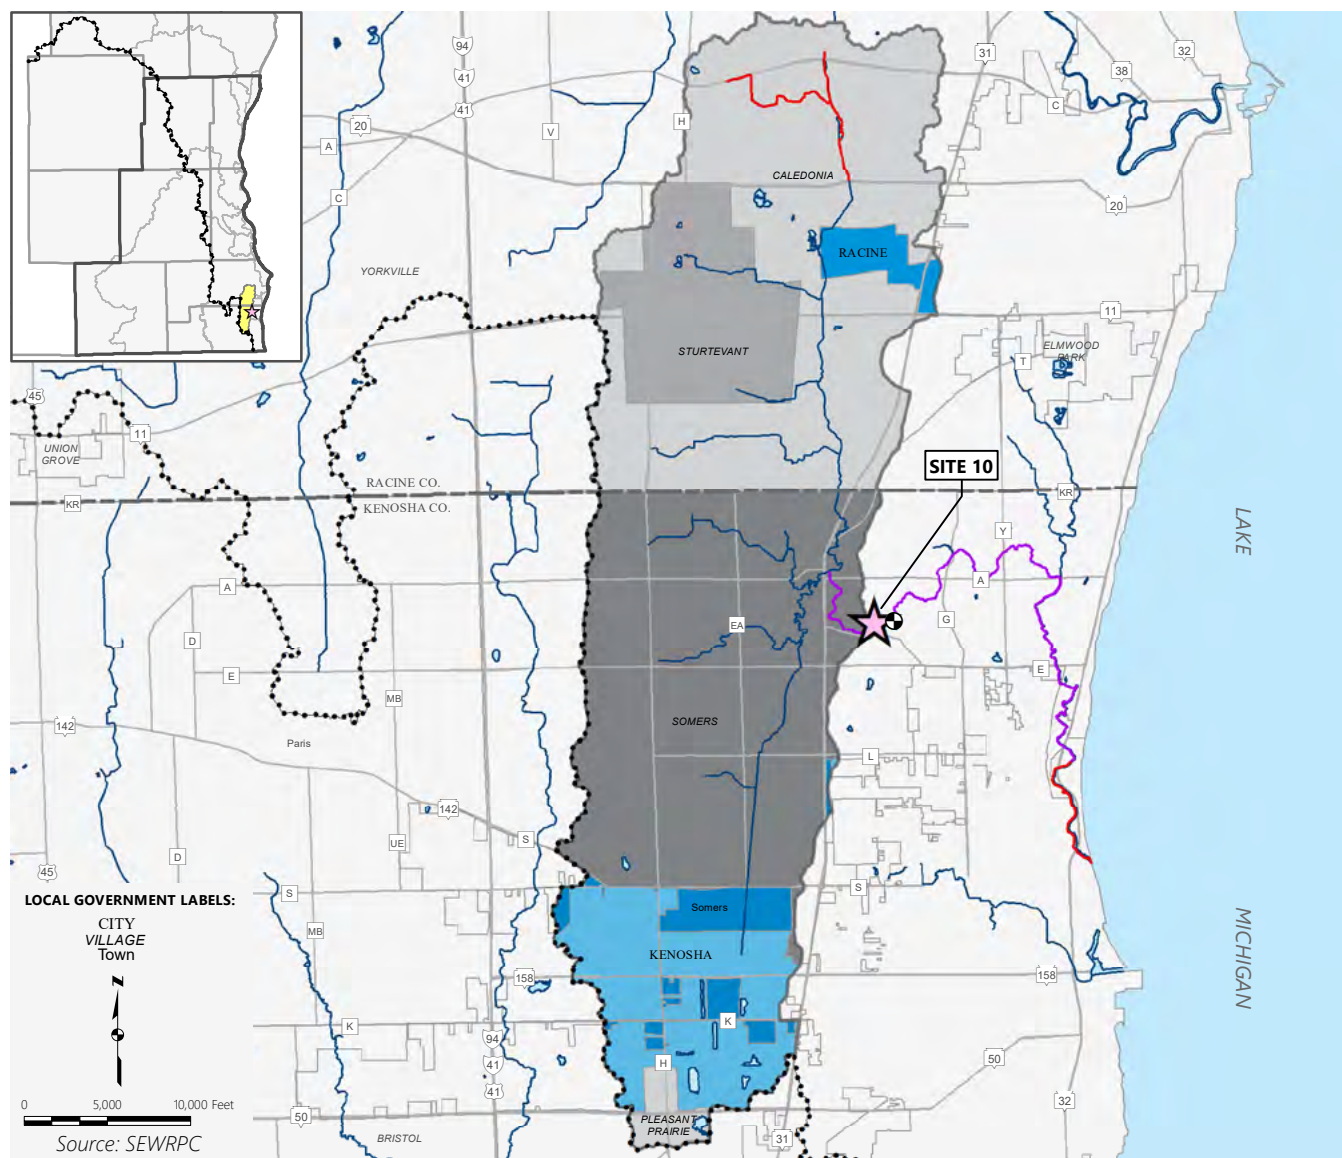 94
41
41
31
32
38
C
20
A
V
H
C
20
CALEDONIA
YORKVILLE
RACINE
11
STURTEVANT
ELMWOOD
PARK
T
45
11
UNION
GROVE
SITE 10
RACINE CO.
KENOSHA CO.
KR
KR
Y
LAKE
A
A
D
EA
G
E
E
MB
SOMERS
142
Paris
L
142
S
UE
D
45
S
S
LOCAL GOVERNMENT LABELS:
CITY
VILLAGE
Town
MB
Somers
KENOSHA
MICHIGAN
158
158
Z
K
K
94
41
41
H
50
0 5,000 10,000 Feet
50
32
PLEASANT
PRAIRIE
31
BRISTOL
Source: SEWRPC